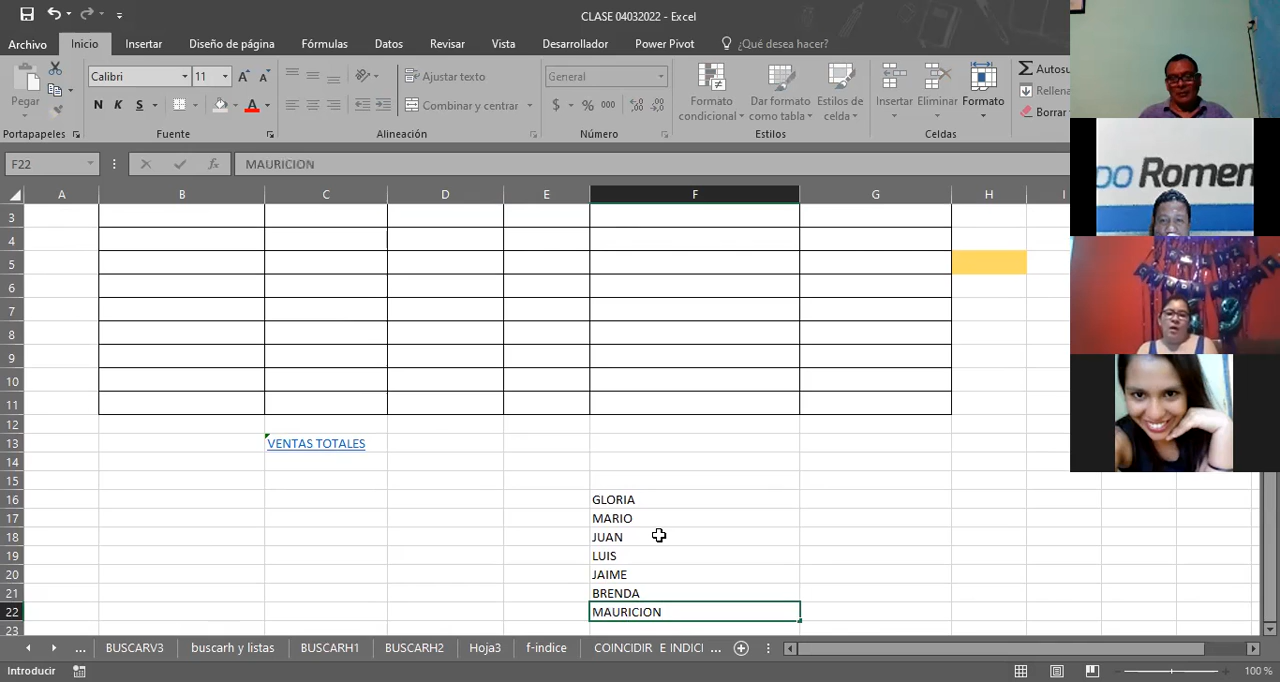 CLASE 04032022 - Excel
Archivo Inicio Insertar Diseño de página Fórmulas Datos Revisar Vista Desarrollador Power Pivot ¿Qué desea hacer?
Calibri 11 Ajustar texto General Formato Dar formato Estilos de Insertar Eliminar Formato
Pegar N K S Combinar y centrar $ % 000 condicional como tabla celda
Portapapeles Fuente Alineación Número Estilos Celdas
F22 fx MAURICION
A B C D E F G H I
3
4
5
6
7
8
9
10
11
12
13 VENTAS TOTALES
14
15
16 GLORIA
17 MARIO
18 JUAN
19 LUIS
20 JAIME
21 BRENDA
22 MAURICION
23
... BUSCARV3 buscarh y listas BUSCARH1 BUSCARH2 Hoja3 f-indice COINCIDIR E INDICI ...
Introducir 100 %